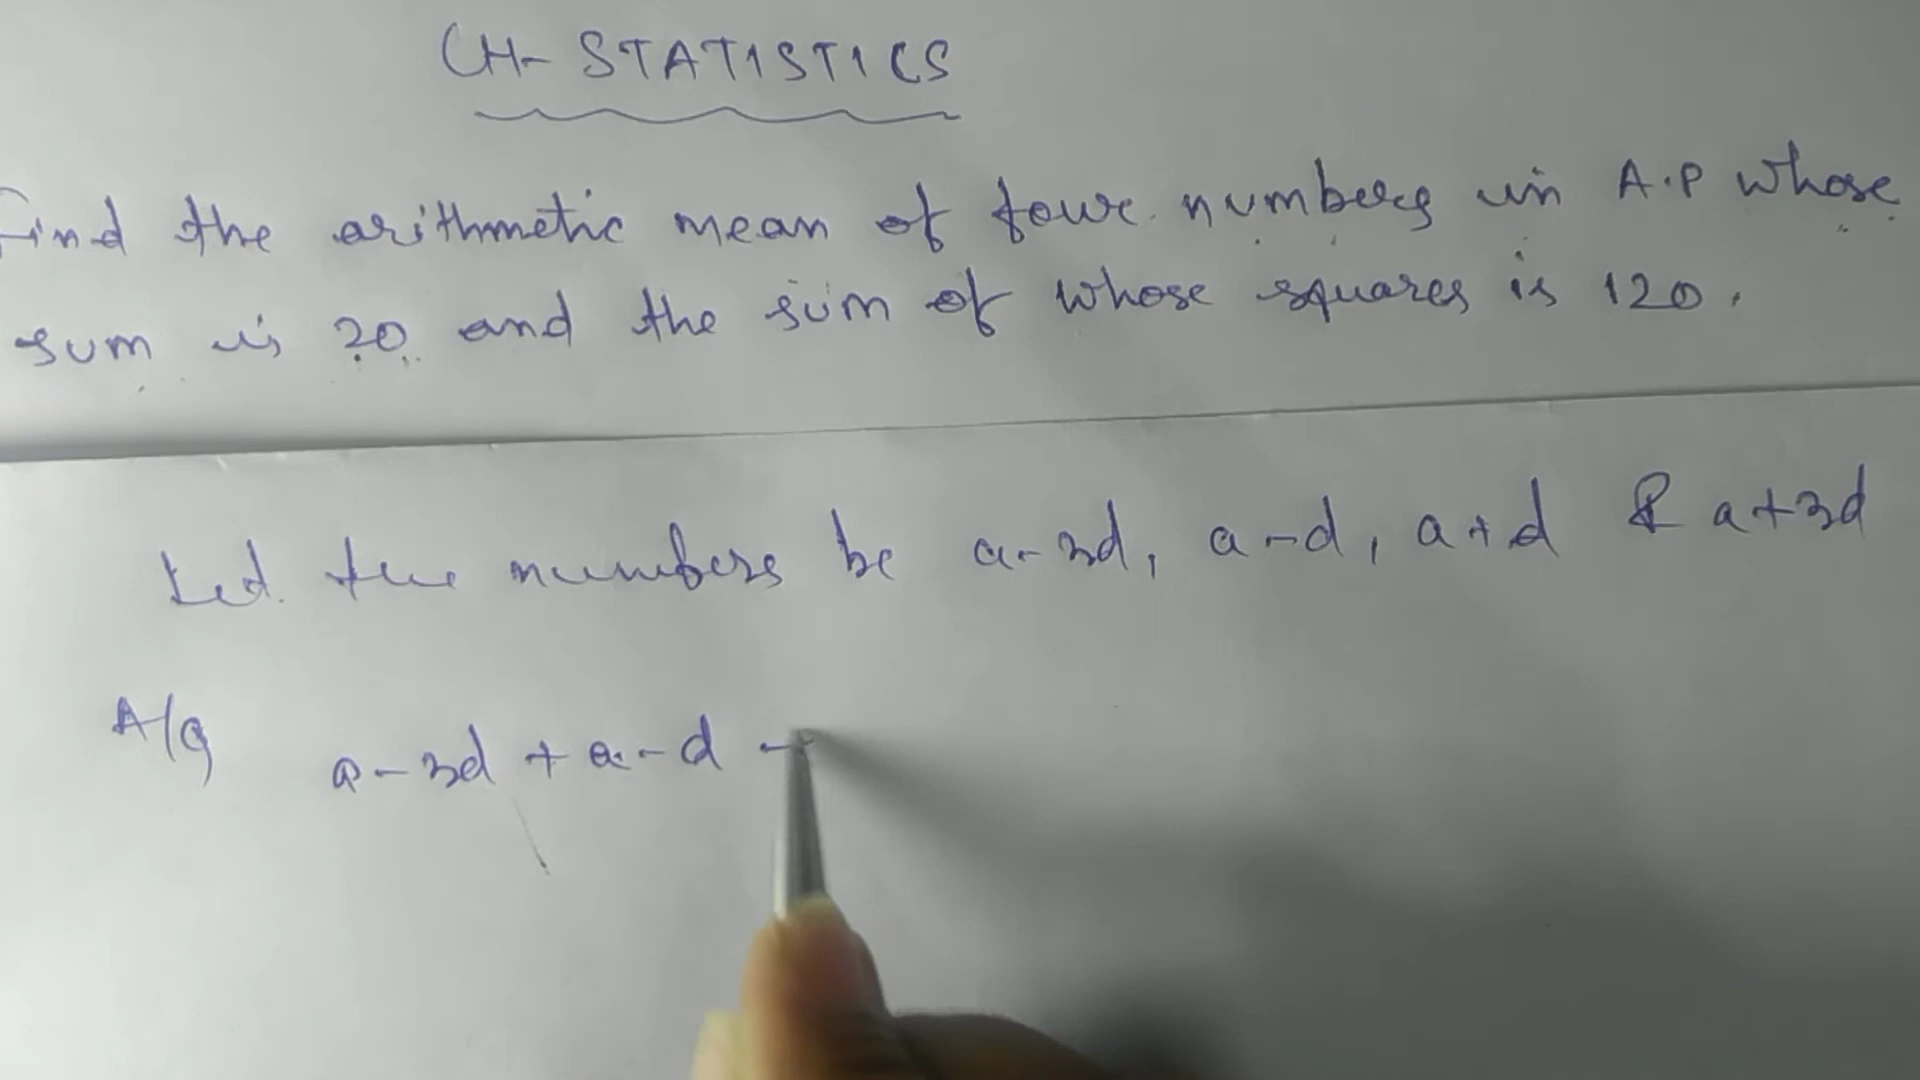 CH- STATISTICS
Find the arithmetic mean of four numbers in A.P whose
sum is 20 and the sum of whose squares is 120.
Let the numbers be a-3d, a-d, a+d & a+3d
A/Q a-3d + a-d +